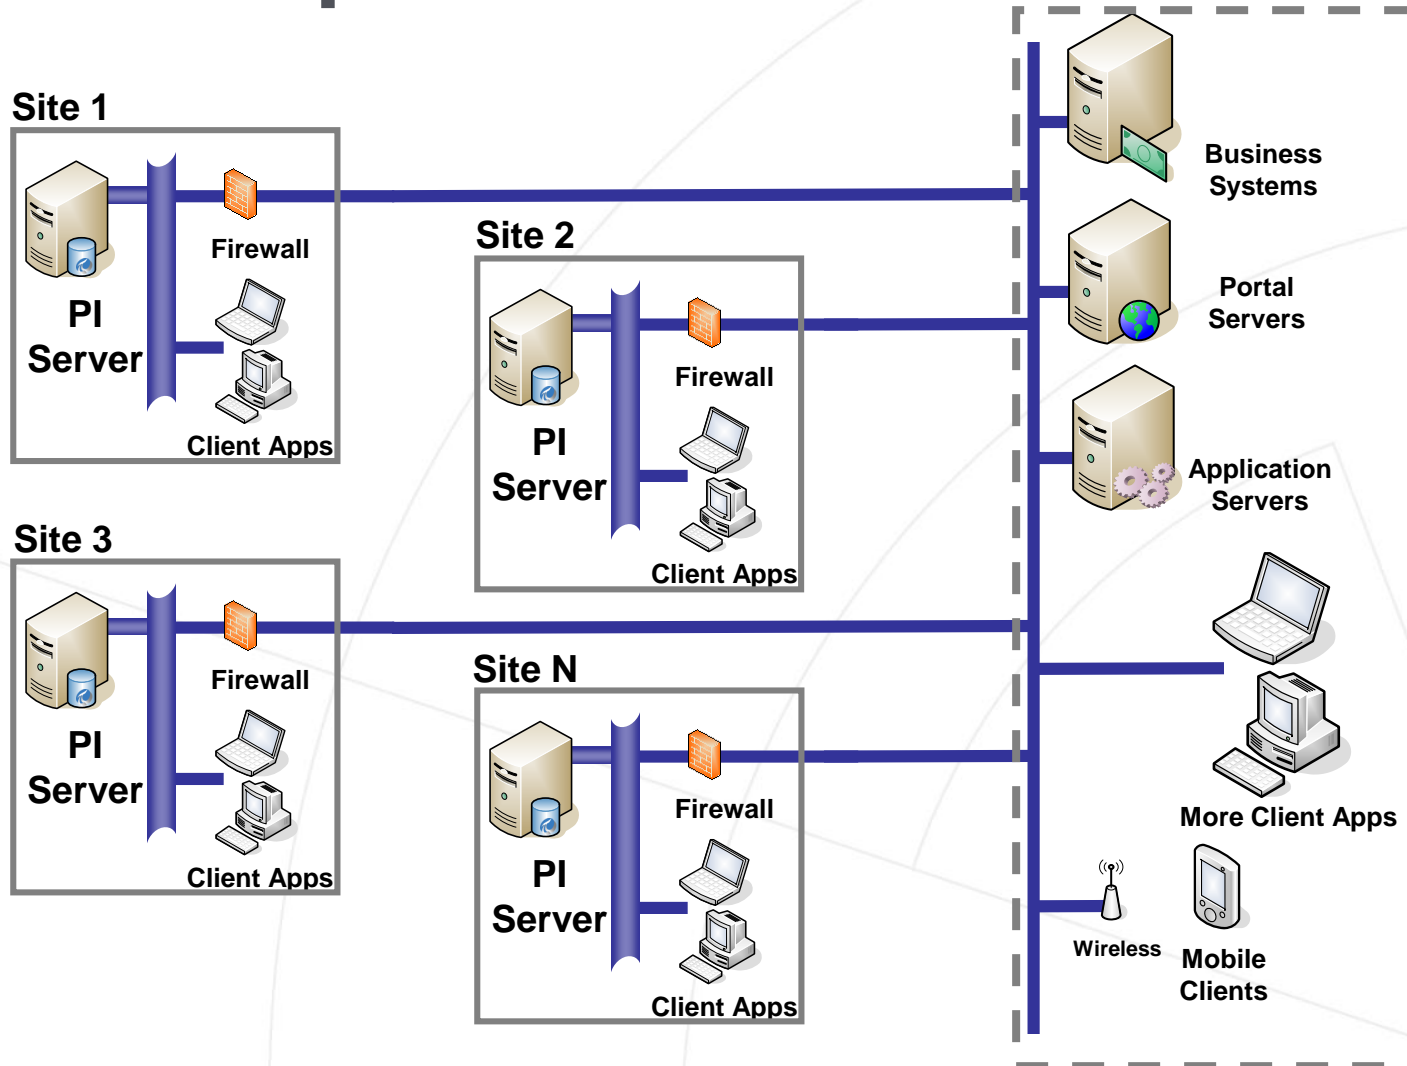 Site 1
Firewall
PI
Server
Client Apps
Site 2
Firewall
PI
Server
Client Apps
Site 3
Firewall
PI
Server
Client Apps
Site N
Firewall
PI
Server
Client Apps
Business
Systems
Portal
Servers
Application
Servers
More Client Apps
Wireless
Mobile
Clients